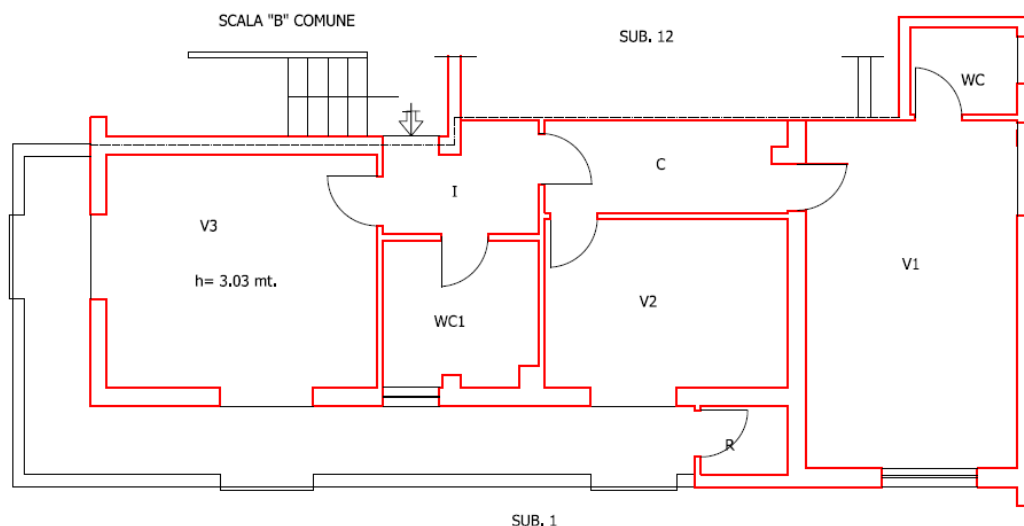 SCALA "B" COMUNE
SUB. 12
WC
C
I
V3
V1
h= 3.03 mt.
V2
WC1
R
SUB. 1